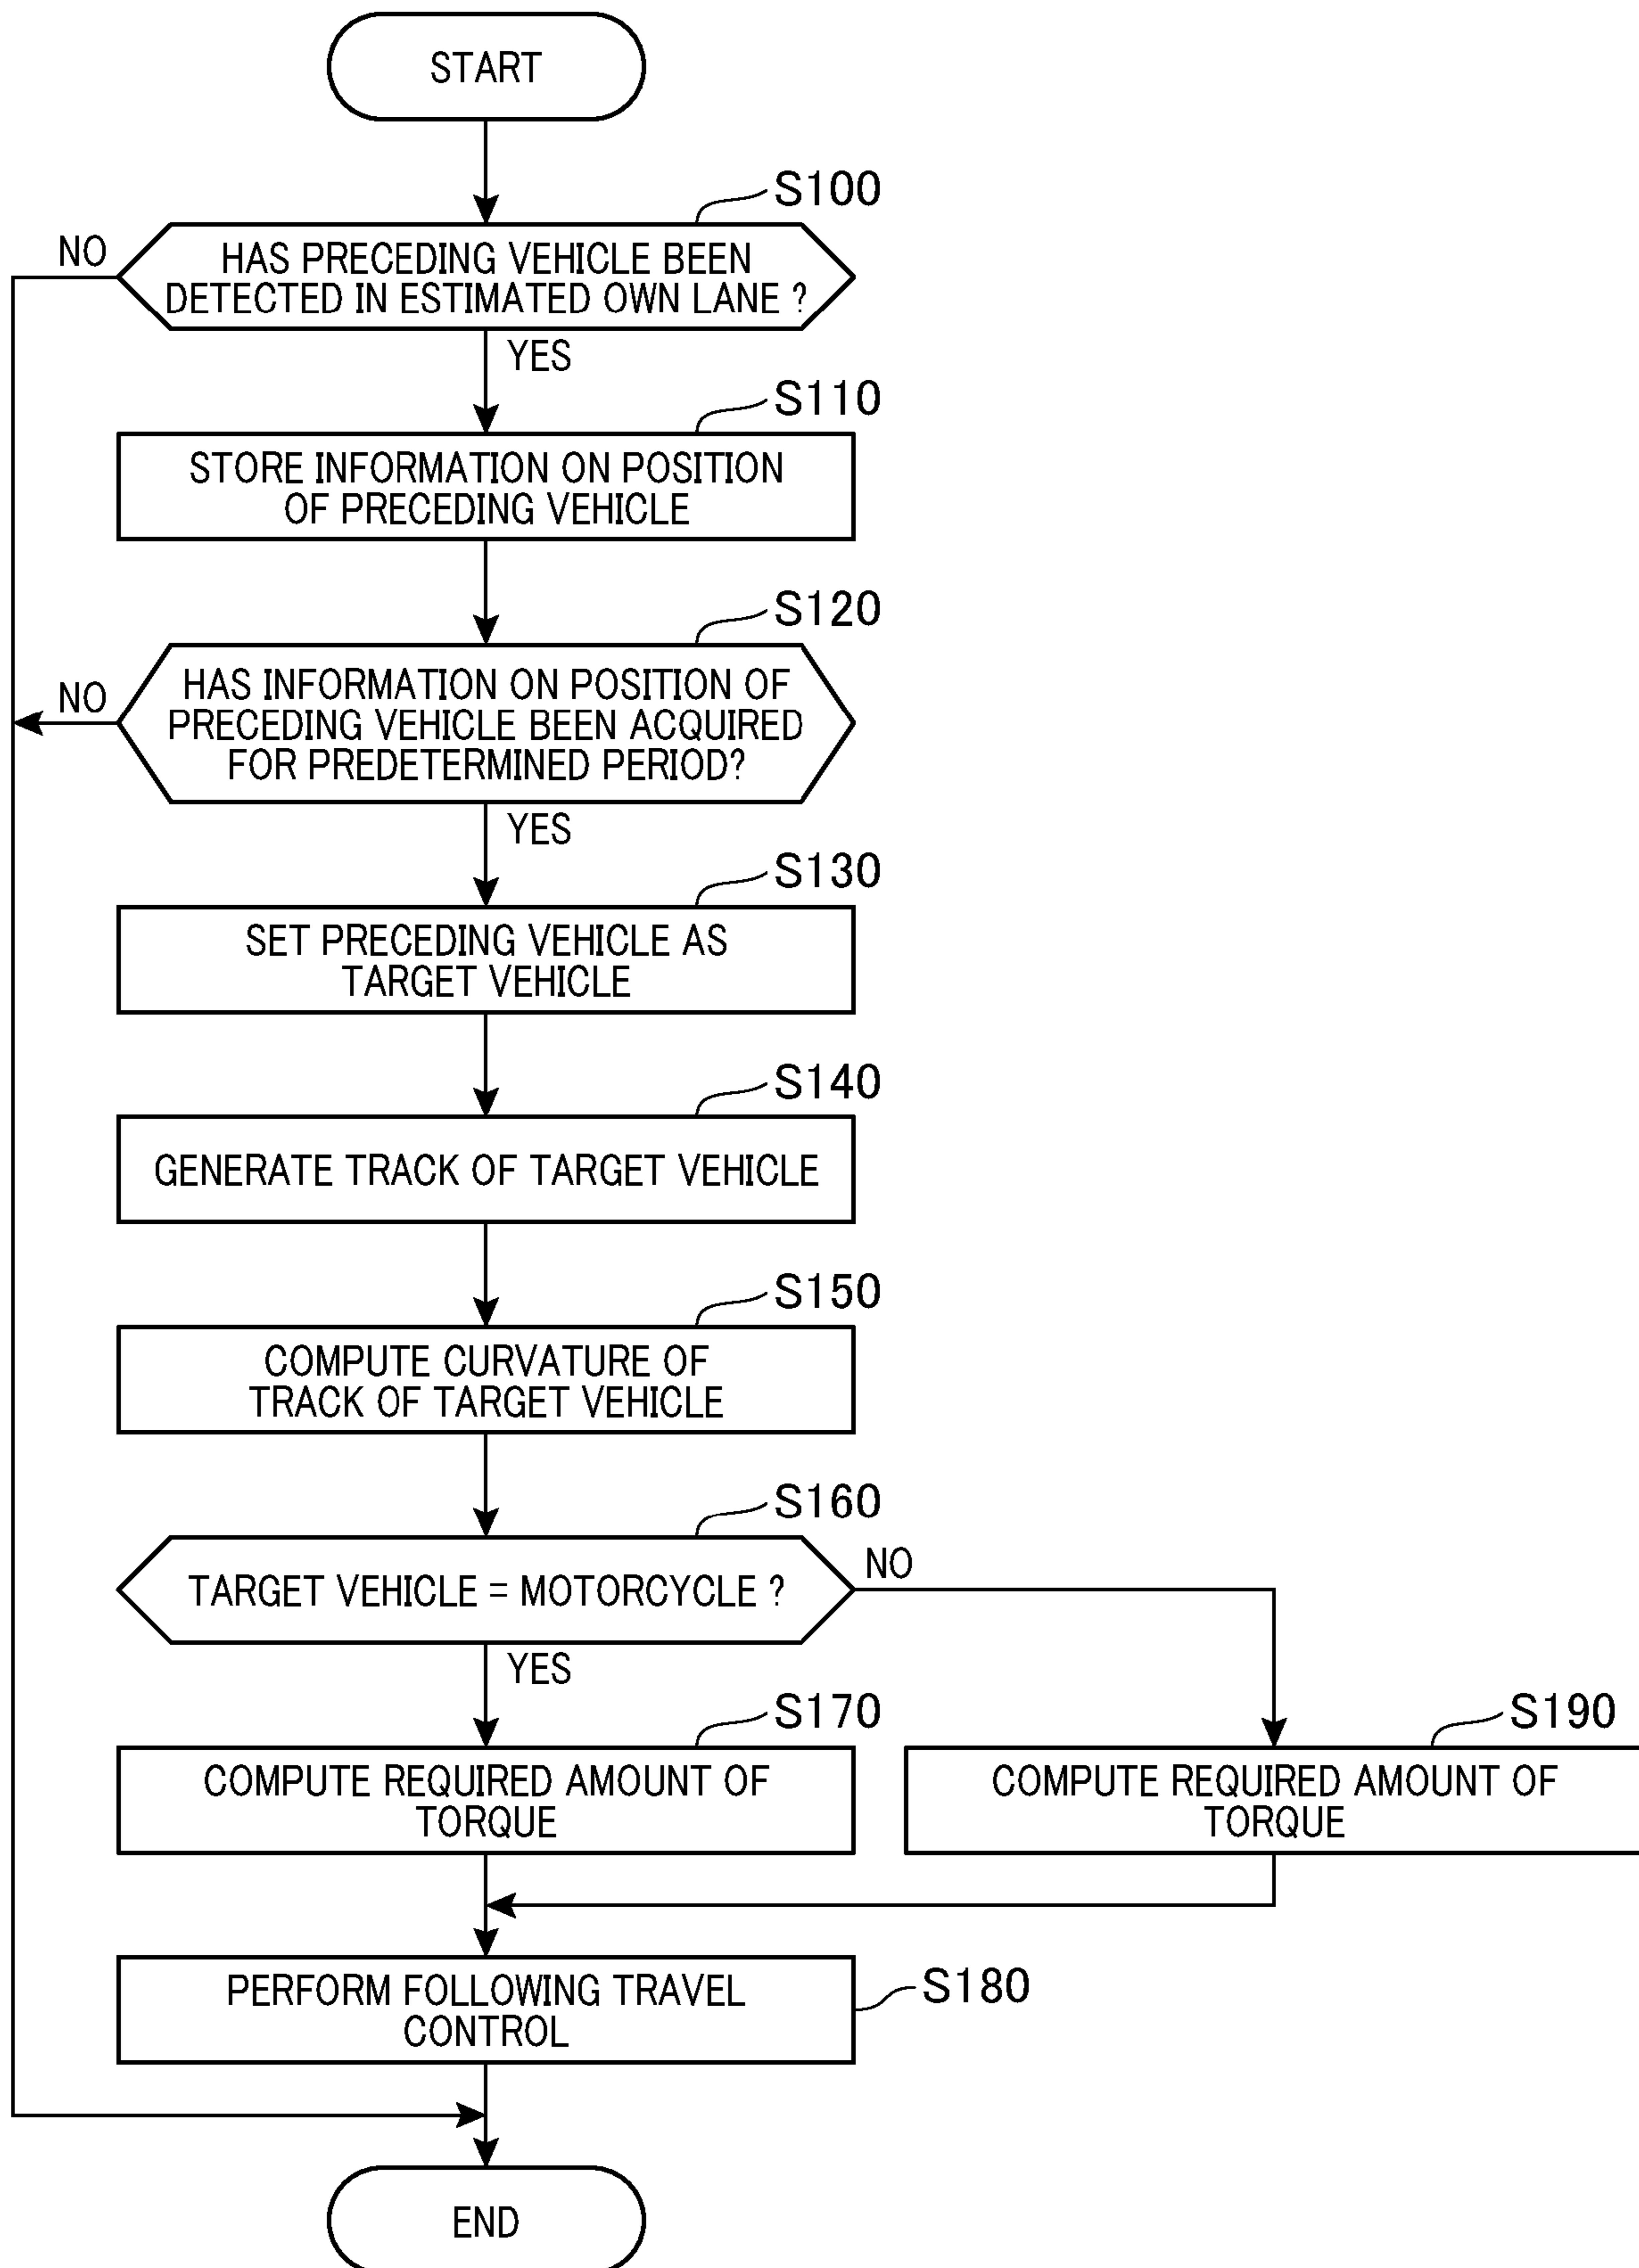 START
S100
NO
HAS PRECEDING VEHICLE BEEN
DETECTED IN ESTIMATED OWN LANE ?
YES
S110
STORE INFORMATION ON POSITION
OF PRECEDING VEHICLE
S120
NO
HAS INFORMATION ON POSITION OF
PRECEDING VEHICLE BEEN ACQUIRED
FOR PREDETERMINED PERIOD?
YES
S130
SET PRECEDING VEHICLE AS
TARGET VEHICLE
S140
GENERATE TRACK OF TARGET VEHICLE
S150
COMPUTE CURVATURE OF
TRACK OF TARGET VEHICLE
S160
TARGET VEHICLE = MOTORCYCLE ?
NO
YES
S170
COMPUTE REQUIRED AMOUNT OF
TORQUE
S190
COMPUTE REQUIRED AMOUNT OF
TORQUE
PERFORM FOLLOWING TRAVEL
CONTROL
S180
END